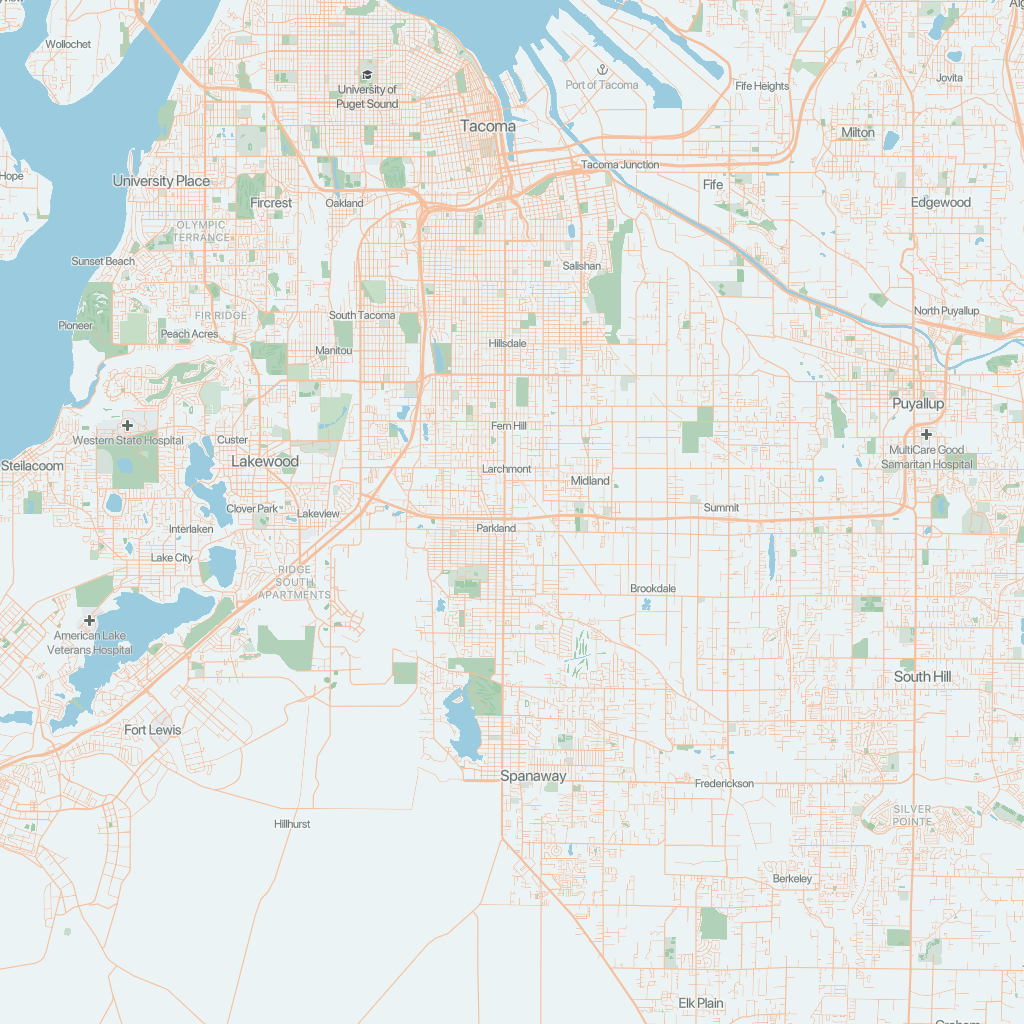 Wollochet
University of
Puget Sound
Port of Tacoma
Fife Heights
Jovita
Tacoma
Milton
Tacoma Junction
Hope
University Place
Fircrest
Oakland
Fife
Edgewood
OLYMPIC
TERRANCE
Sunset Beach
Salishan
FIR RIDGE
South Tacoma
North Puyallup
Pioneer
Peach Acres
Manitou
Hillsdale
Puyallup
Western State Hospital
Custer
Fern Hill
MultiCare Good
Samaritan Hospital
Steilacoom
Lakewood
Larchmont
Midland
Clover Park
Lakeview
Summit
Interlaken
Parkland
Lake City
RIDGE
SOUTH
APARTMENTS
Brookdale
American Lake
Veterans Hospital
South Hill
Fort Lewis
Spanaway
Frederickson
SILVER
POINTE
Hillhurst
Berkeley
Elk Plain